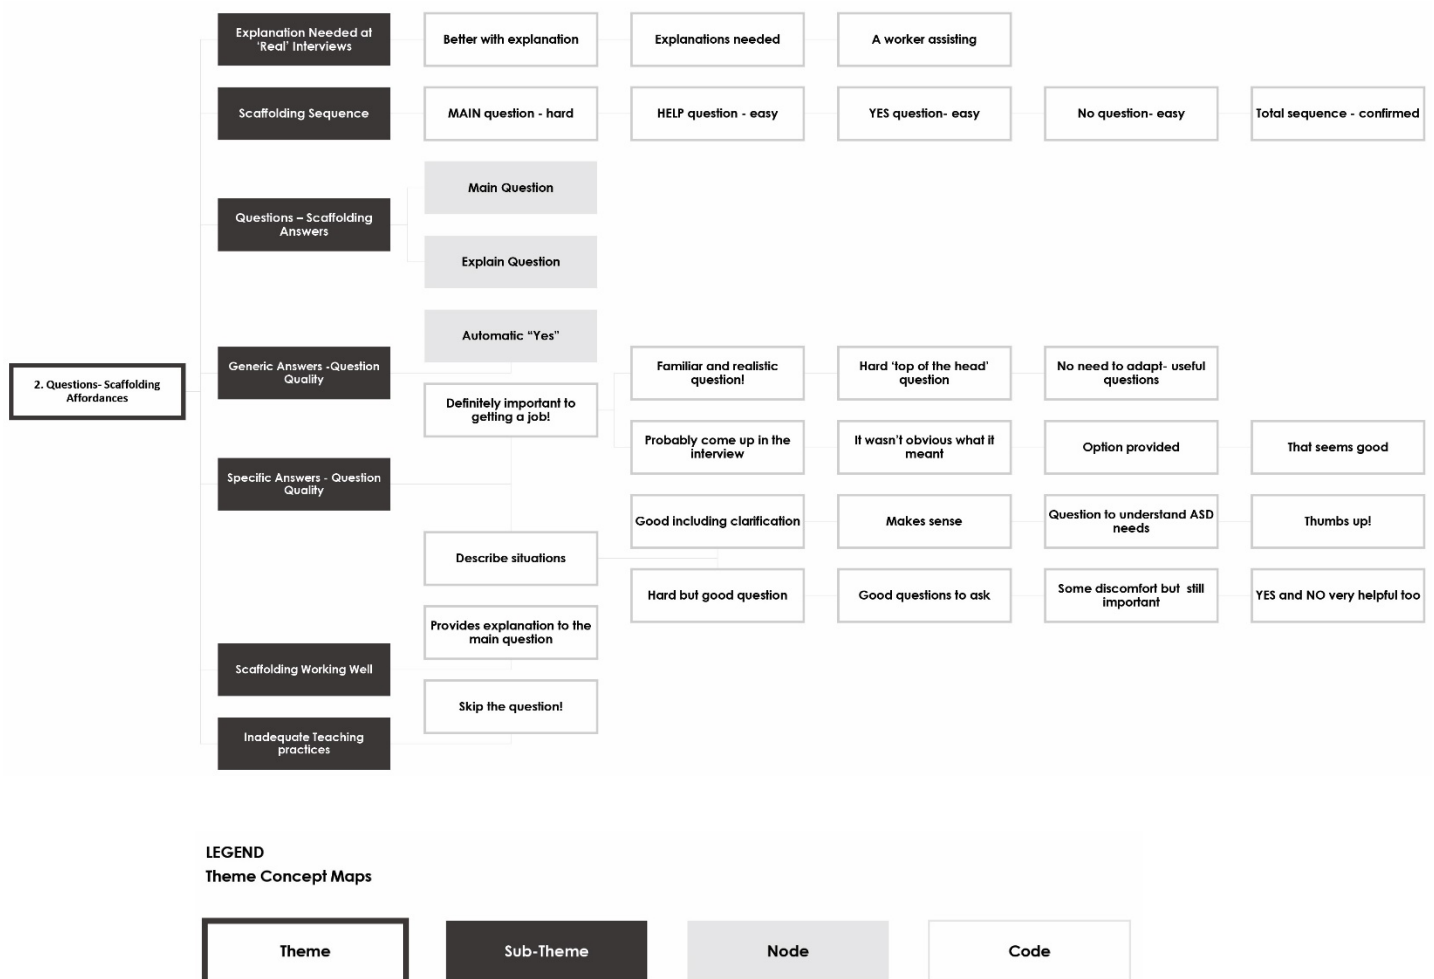 Explanation Needed at
'Real' Interviews
Better with explanation
Explanations needed
A worker assisting
Scaffolding Sequence
MAIN question - hard
HELP question - easy
YES question- easy
No question- easy
Total sequence - confirmed
Main Question
Questions – Scaffolding
Answers
Explain Question
Automatic “Yes”
2. Questions- Scaffolding
Affordances
Generic Answers -Question
Quality
Familiar and realistic
question!
Hard ‘top of the head’
question
No need to adapt- useful
questions
Definitely important to
getting a job!
Probably come up in the
interview
It wasn't obvious what it
meant
Option provided
That seems good
Specific Answers - Question
Quality
Good including clarification
Makes sense
Question to understand ASD
needs
Thumbs up!
Describe situations
Hard but good question
Good questions to ask
Some discomfort but still
important
YES and NO very helpful too
Provides explanation to the
main question
Scaffolding Working Well
Skip the question!
Inadequate Teaching
practices
LEGEND
Theme Concept Maps
Theme
Sub-Theme
Node
Code